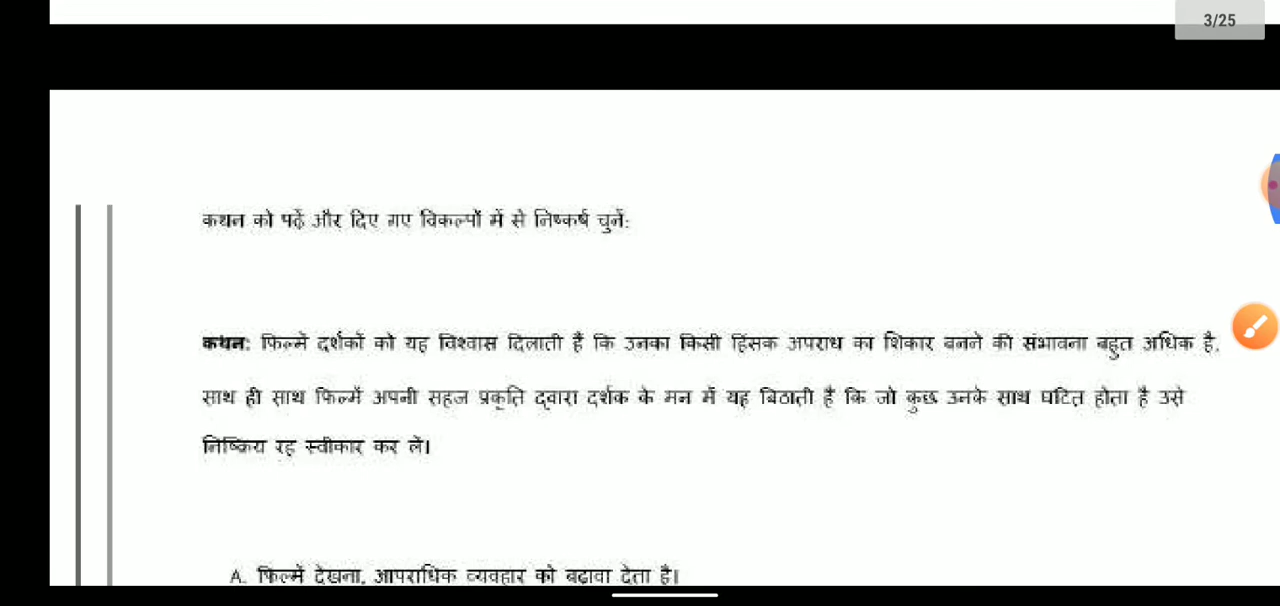 3/25
कथन को पढ़ें और दिए गए विकल्पों में से निष्कर्ष चुनें:
कथन: फिल्में दर्शकों को यह विश्वास दिलाती हैं कि उनका किसी हिंसक अपराध का शिकार बनने की संभावना बहुत अधिक है,
साथ ही साथ फिल्में अपनी सहज प्रकृति द्वारा दर्शक के मन में यह बिठाती हैं कि जो कुछ उनके साथ घटित होता है उसे
निष्क्रिय रह स्वीकार कर लें।
A. फिल्में देखना, आपराधिक व्यवहार को बढ़ावा देता है।